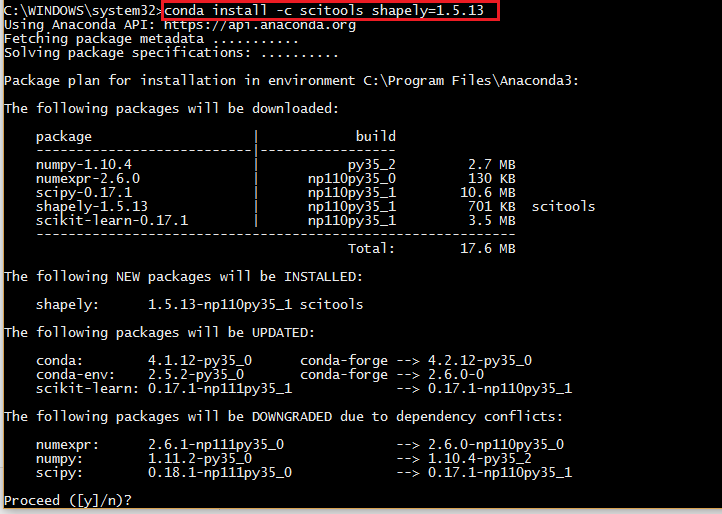 C:\WINDOWS\system32>conda install -c scitools shapely=1.5.13
Using Anaconda API: https://api.anaconda.org
Fetching package metadata ...........
Solving package specifications: ..........

Package plan for installation in environment C:\Program Files\Anaconda3:

The following packages will be downloaded:

    package                    |            build
    ---------------------------|-----------------
    numpy-1.10.4               |           py35_2         2.7 MB
    numexpr-2.6.0              |      np110py35_0         130 KB
    scipy-0.17.1               |      np110py35_1        10.6 MB
    shapely-1.5.13             |      np110py35_1         701 KB  scitools
    scikit-learn-0.17.1        |      np110py35_1         3.5 MB
    ------------------------------------------------------------
                                           Total:        17.6 MB

The following NEW packages will be INSTALLED:

    shapely:      1.5.13-np110py35_1 scitools

The following packages will be UPDATED:

    conda:        4.1.12-py35_0      conda-forge --> 4.2.12-py35_0
    conda-env:    2.5.2-py35_0       conda-forge --> 2.6.0-0
    scikit-learn: 0.17.1-np111py35_1             --> 0.17.1-np110py35_1

The following packages will be DOWNGRADED due to dependency conflicts:

    numexpr:      2.6.1-np111py35_0              --> 2.6.0-np110py35_0
    numpy:        1.11.2-py35_0                  --> 1.10.4-py35_2
    scipy:        0.18.1-np111py35_0             --> 0.17.1-np110py35_1

Proceed ([y]/n)?